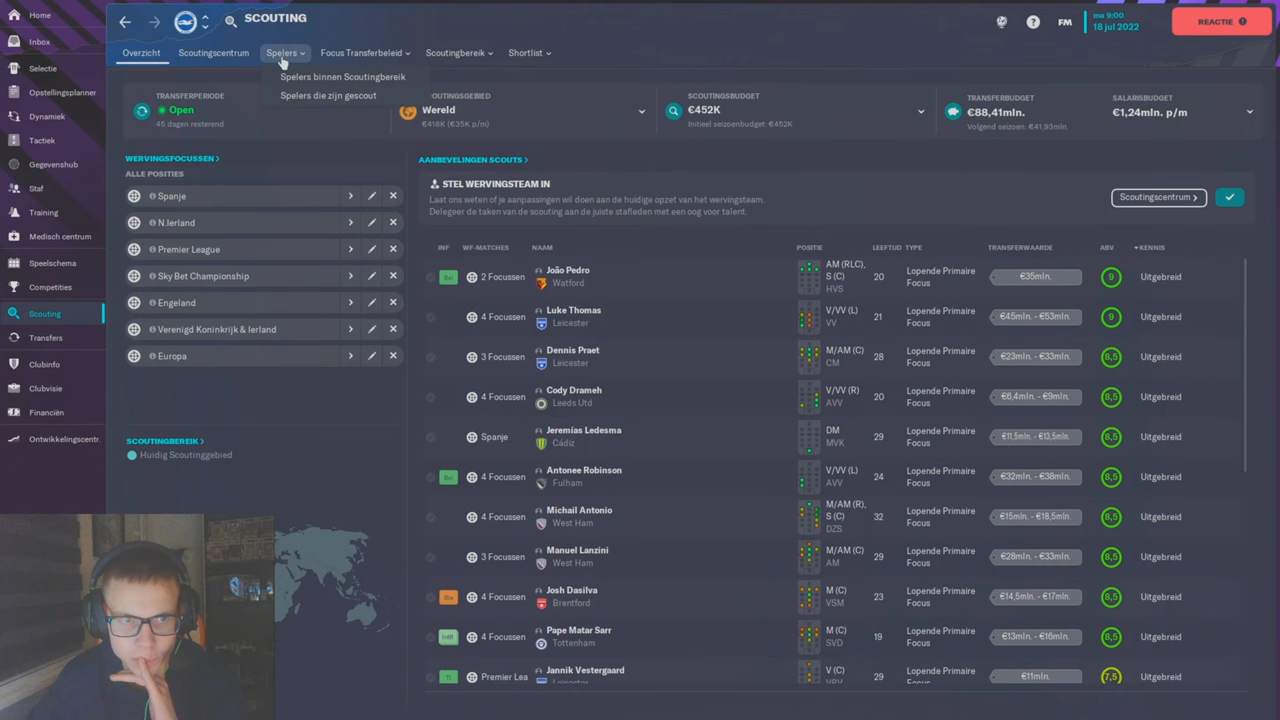 Home
Inbox
Selectie
Opstellingsplanner
Dynamiek
Tactiek
Gegevenshub
Staf
Training
Medisch centrum
Speelschema
Competities
Scouting
Transfers
Clubinfo
Clubvisie
Financiën
Ontwikkelingscentr.
SCOUTING
FM
ma 9:00
18 jul 2022
REACTIE
Overzicht
Scoutingscentrum
Spelers
Focus Transferbeleid
Scoutingbereik
Shortlist
Spelers binnen Scoutingbereik
Spelers die zijn gescout
TRANSFERPERIODE
Open
45 dagen resterend
Wereld
€418K (€35K p/m)
SCOUTINGSBUDGET
€452K
Initieel seizoenbudget: €452K
TRANSFERBUDGET
€88,41mln.
Volgend seizoen: €41,93mln.
SALARISBUDGET
€1,24mln. p/m
WERVINGSFOCUSSEN >
ALLE POSITIES
Spanje
N.Ierland
Premier League
Sky Bet Championship
Engeland
Verenigd Koninkrijk & Ierland
Europa
SCOUTINGBEREIK >
Huidig Scoutinggebied
AANBEVELINGEN SCOUTS >
STEL WERVINGSTEAM IN
Laat ons weten of je aanpassingen wil doen aan de huidige opzet van het wervingsteam.
Delegeer de taken van de scouting aan de juiste stafleden met een oog voor talent.
Scoutingscentrum >
INF WF-MATCHES NAAM POSITIE LEEFTIJD TYPE TRANSFERWAARDE ABV KENNIS
2 Focussen João Pedro Watford AM (RLC), S (C) HVS 20 Lopende Primaire Focus €35mln. 9 Uitgebreid
4 Focussen Luke Thomas Leicester V/VV (L) VV 21 Lopende Primaire Focus €45mln. - €53mln. 9 Uitgebreid
3 Focussen Dennis Praet Leicester M/AM (C) CM 28 Lopende Primaire Focus €23mln. - €33mln. 8,5 Uitgebreid
4 Focussen Cody Drameh Leeds Utd V/VV (R) AVV 20 Lopende Primaire Focus €6,4mln. - €9mln. 8,5 Uitgebreid
Spanje Jeremías Ledesma Cádiz DM MVK 29 Lopende Primaire Focus €11,5mln. - €13,5mln. 8,5 Uitgebreid
4 Focussen Antonee Robinson Fulham V/VV (L) AVV 24 Lopende Primaire Focus €32mln. - €38mln. 8,5 Uitgebreid
4 Focussen Michail Antonio West Ham M/AM (R), S (C) DZS 32 Lopende Primaire Focus €15mln. - €18,5mln. 8,5 Uitgebreid
3 Focussen Manuel Lanzini West Ham M/AM (C) AM 29 Lopende Primaire Focus €28mln. - €33mln. 8,5 Uitgebreid
4 Focussen Josh Dasilva Brentford M (C) VSM 23 Lopende Primaire Focus €14,5mln. - €17mln. 8,5 Uitgebreid
4 Focussen Pape Matar Sarr Tottenham M (C) SVD 19 Lopende Primaire Focus €13mln. - €16mln. 8,5 Uitgebreid
Premier Lea Jannik Vestergaard V (C) 29 Lopende Primaire €11mln. 7,5 Uitgebreid